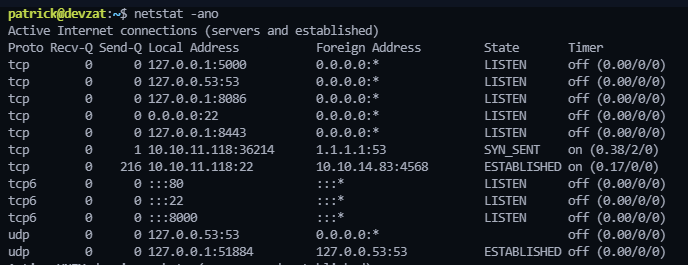 patrick@devzat:~$ netstat -ano
Active Internet connections (servers and established)
Proto Recv-Q Send-Q Local Address           Foreign Address         State       Timer
tcp        0      0 127.0.0.1:5000          0.0.0.0:*               LISTEN      off (0.00/0/0)
tcp        0      0 127.0.0.53:53           0.0.0.0:*               LISTEN      off (0.00/0/0)
tcp        0      0 127.0.0.1:8086          0.0.0.0:*               LISTEN      off (0.00/0/0)
tcp        0      0 0.0.0.0:22              0.0.0.0:*               LISTEN      off (0.00/0/0)
tcp        0      0 127.0.0.1:8443          0.0.0.0:*               LISTEN      off (0.00/0/0)
tcp        0      1 10.10.11.118:36214      1.1.1.1:53              SYN_SENT    on (0.38/2/0)
tcp        0    216 10.10.11.118:22         10.10.14.83:4568        ESTABLISHED on (0.17/0/0)
tcp6       0      0 :::80                   :::*                    LISTEN      off (0.00/0/0)
tcp6       0      0 :::22                   :::*                    LISTEN      off (0.00/0/0)
tcp6       0      0 :::8000                 :::*                    LISTEN      off (0.00/0/0)
udp        0      0 127.0.0.53:53           0.0.0.0:*                           off (0.00/0/0)
udp        0      0 127.0.0.1:51884         127.0.0.53:53           ESTABLISHED off (0.00/0/0)